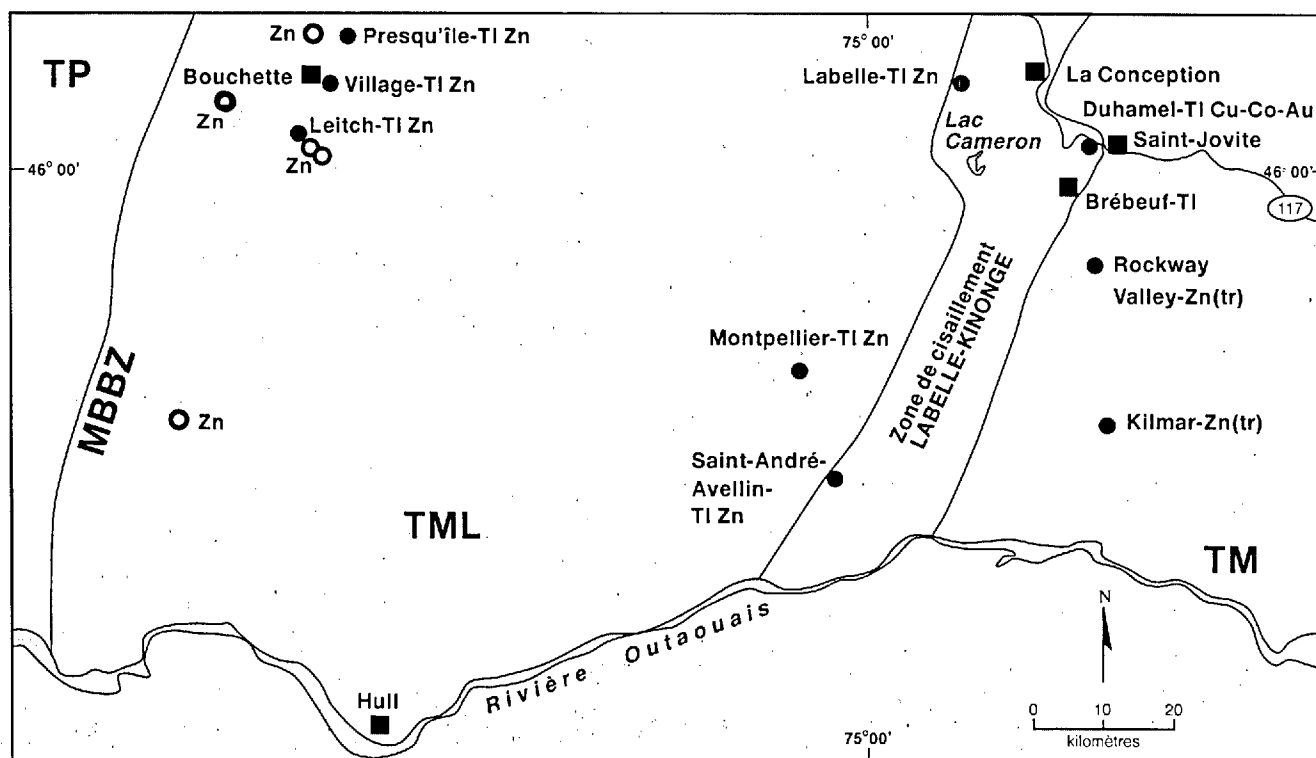 Zn
Presqu'île-Tl Zn
75° 00'
TP
Bouchette
Village-Tl Zn
Labelle-Tl Zn
La Conception
Zn
Leitch-Tl Zn
Duhamel-Tl Cu-Co-Au
Lac
Cameron
Saint-Jovite
Zn
46° 00'
46° 00'
117
Brébeuf-Tl
Rockway
Valley-Zn(tr)
Zone de cisaillement
LABELLE-KINONGE
Montpellier-Tl Zn
MBBZ
Zn
Kilmar-Zn(tr)
Saint-André-
Avellin-
Tl Zn
TML
TM
N
Rivière Outaouais
Hull
0 10 20
kilomètres
75° 00'